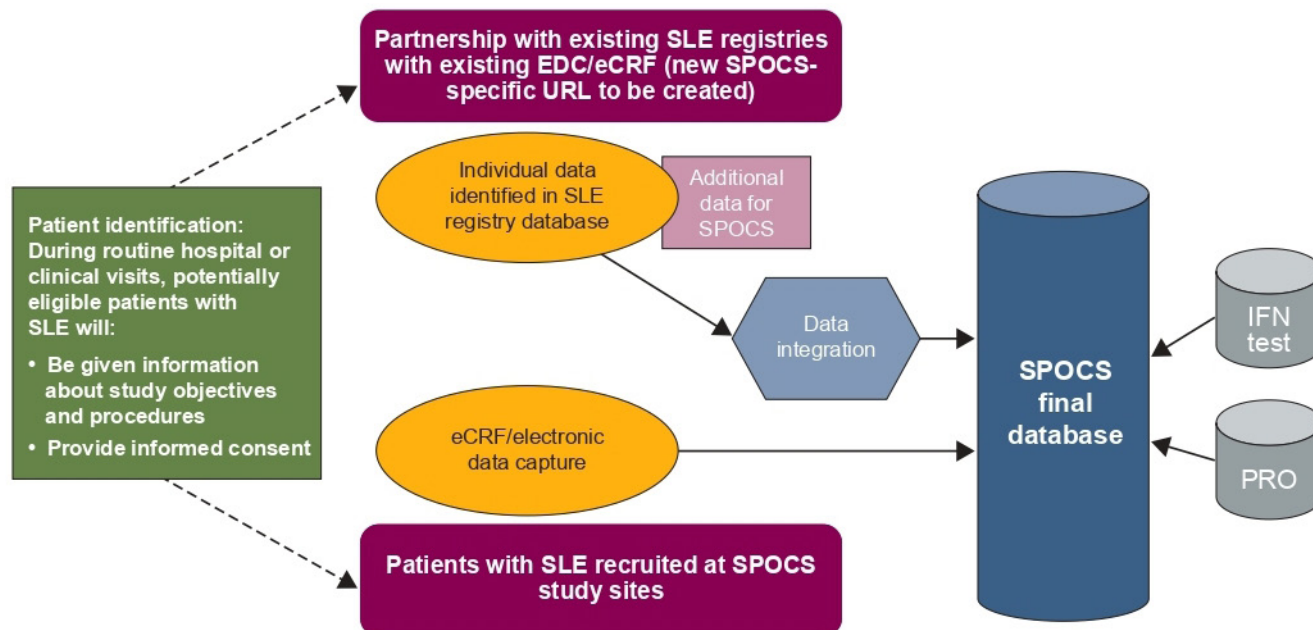 Partnership with existing SLE registries
with existing EDC/eCRF (new SPOCS-
specific URL to be created)
Individual data
identified in SLE
registry database
Additional
data for
SPOCS
Patient identification:
During routine hospital or
clinical visits, potentially
eligible patients with
SLE will:
• Be given information
about study objectives
and procedures
• Provide informed consent
Data
integration
SPOCS
final
database
IFN
test
eCRF/electronic
data capture
PRO
Patients with SLE recruited at SPOCS
study sites